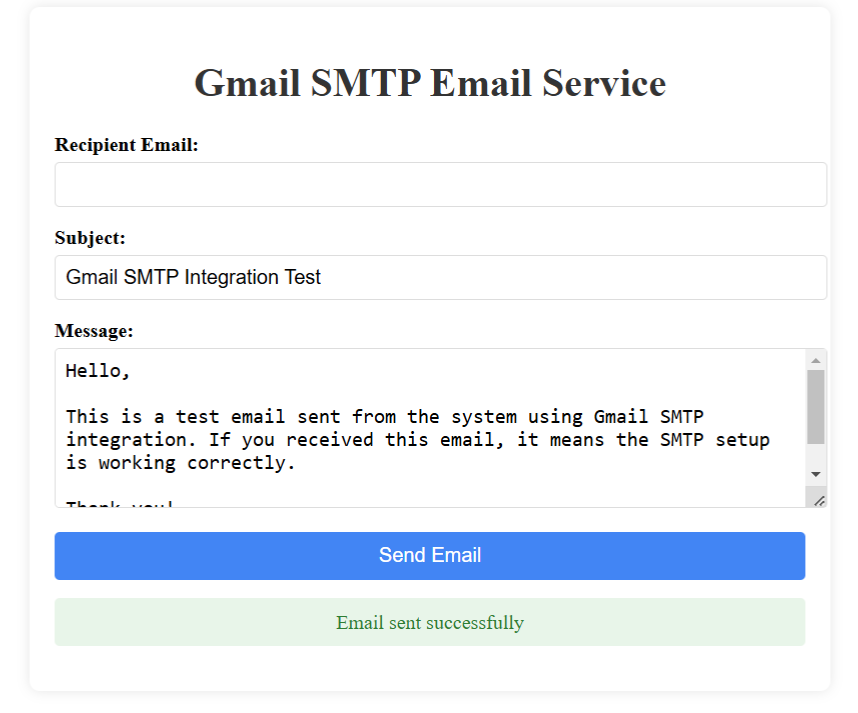 Gmail SMTP Email Service
Recipient Email:
Subject:
Gmail SMTP Integration Test
Message:
Hello,
This is a test email sent from the system using Gmail SMTP
integration. If you received this email, it means the SMTP setup
is working correctly.
Thank you!
Send Email
Email sent successfully